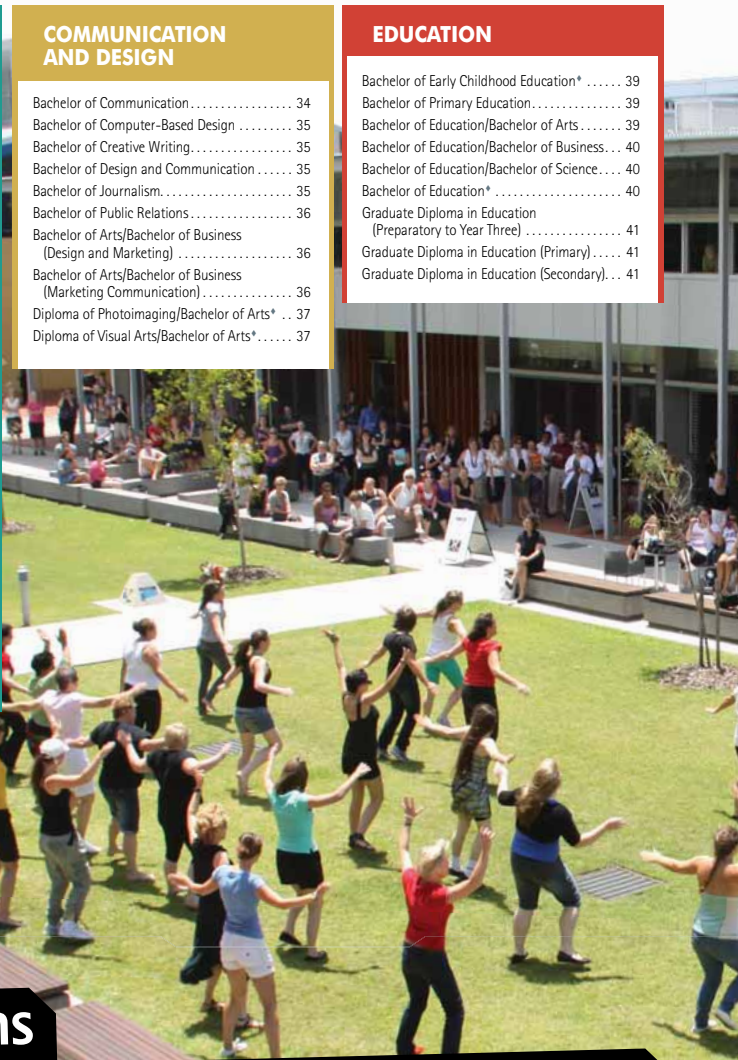 COMMUNICATION
AND DESIGN
Bachelor of Communication................. 34
Bachelor of Computer-Based Design ......... 35
Bachelor of Creative Writing................. 35
Bachelor of Design and Communication ...... 35
Bachelor of Journalism...................... 35
Bachelor of Public Relations................. 36
Bachelor of Arts/Bachelor of Business
(Design and Marketing) ................... 36
Bachelor of Arts/Bachelor of Business
(Marketing Communication)............... 36
Diploma of Photoimaging/Bachelor of Arts♦ .. 37
Diploma of Visual Arts/Bachelor of Arts♦...... 37
EDUCATION
Bachelor of Early Childhood Education♦ ...... 39
Bachelor of Primary Education............... 39
Bachelor of Education/Bachelor of Arts....... 39
Bachelor of Education/Bachelor of Business... 40
Bachelor of Education/Bachelor of Science.... 40
Bachelor of Education♦ ..................... 40
Graduate Diploma in Education
(Preparatory to Year Three) ................ 41
Graduate Diploma in Education (Primary)..... 41
Graduate Diploma in Education (Secondary)... 41